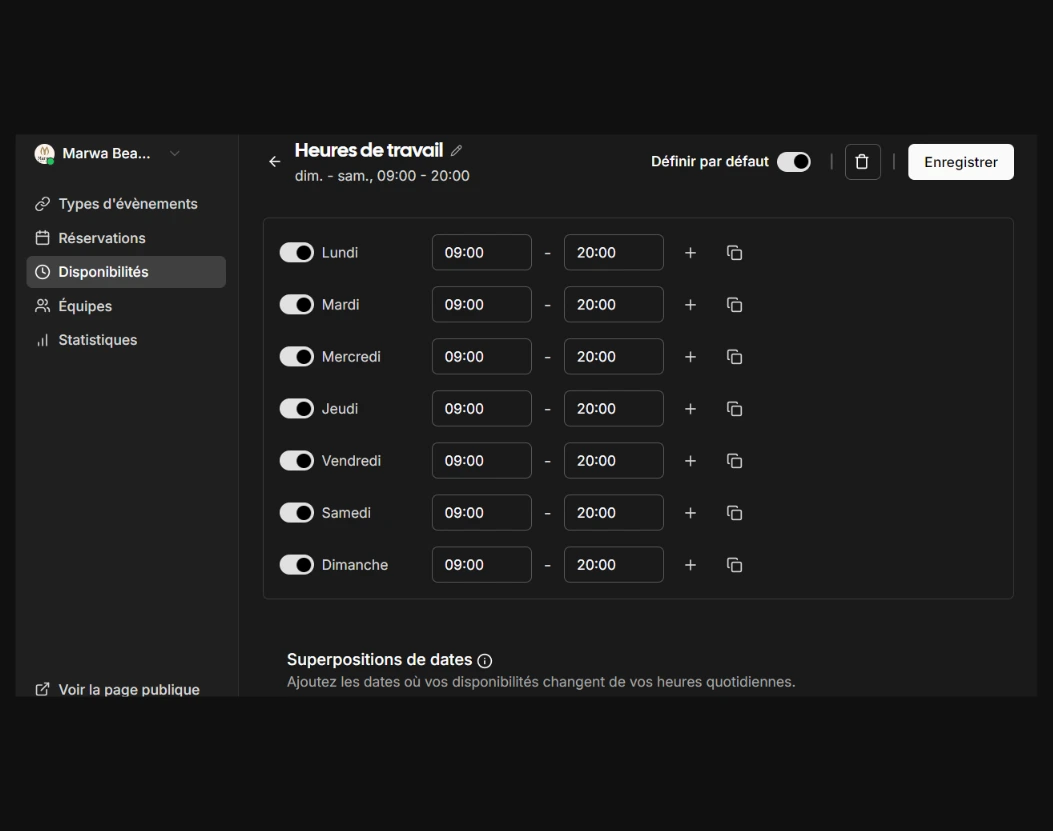 Marwa Bea...
Types d'évènements
Réservations
Disponibilités
Équipes
Statistiques
Voir la page publique
Heures de travail
dim. - sam., 09:00 - 20:00
Définir par défaut
Enregistrer
Lundi 09:00 - 20:00
Mardi 09:00 - 20:00
Mercredi 09:00 - 20:00
Jeudi 09:00 - 20:00
Vendredi 09:00 - 20:00
Samedi 09:00 - 20:00
Dimanche 09:00 - 20:00
Superpositions de dates
Ajoutez les dates où vos disponibilités changent de vos heures quotidiennes.